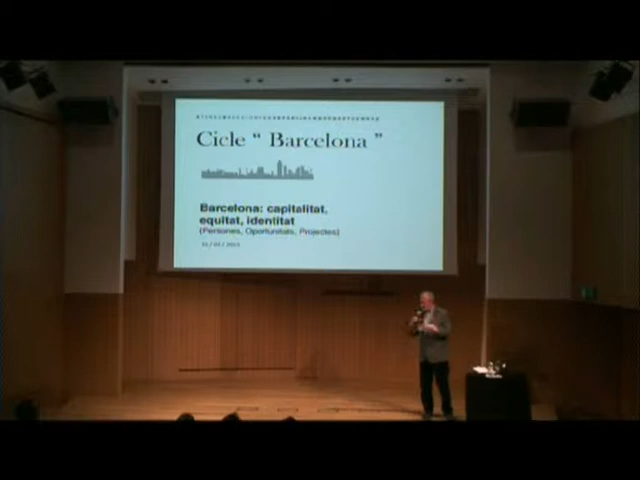 Cicle “ Barcelona ”
Barcelona: capitalitat,
equitat, identitat
(Persones, Oportunitats, Projectes)